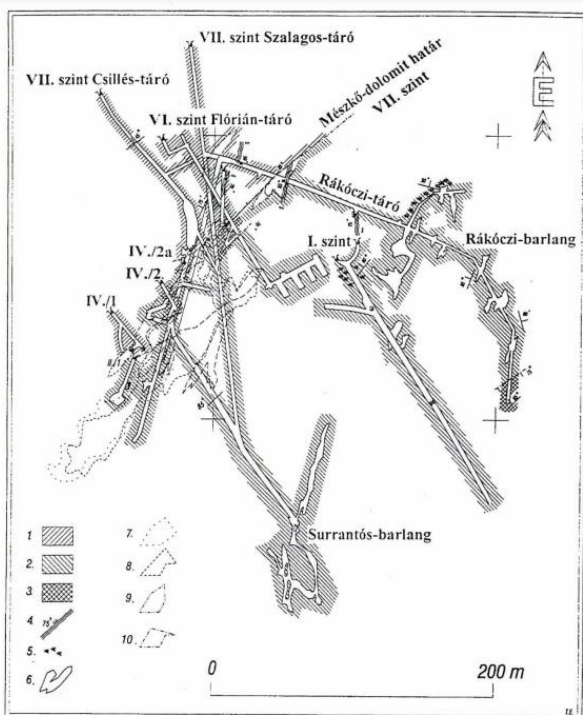 VII. szint Szalagos-táró
VII. szint Csillés-táró
VI. szint Flórián-táró
Mészkő-dolomit határ
VII. szint
É
Rákóczi-táró
I. szint
Rákóczi-barlang
IV./2a
IV./2
IV./1
Surrantós-barlang
1
2.
3
4
75°
5.
6.
7.
8.
9.
10.
0
200 m